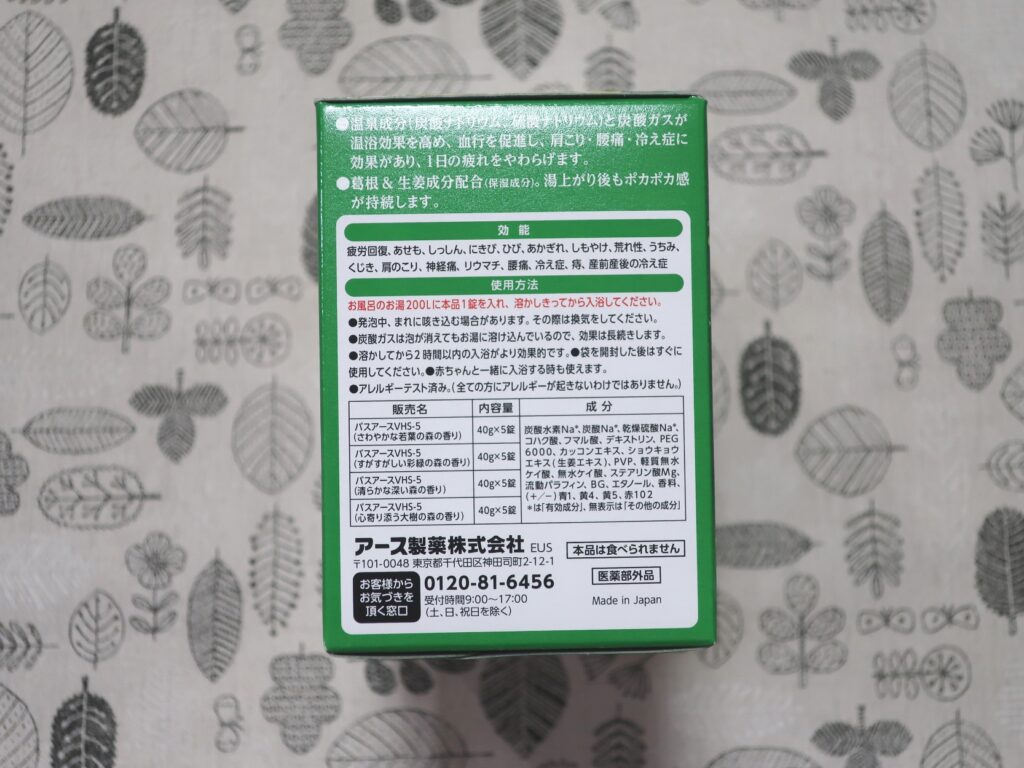 ●温泉成分(炭酸ナトリウム、硫酸ナトリウム)と炭酸ガスが
温浴効果を高め、血行を促進し、肩こり・腰痛・冷え症に
効果があり、1日の疲れをやわらげます。
●葛根＆生姜成分配合(保湿成分)。湯上がり後もポカポカ感
が持続します。
効能
疲労回復、あせも、しっしん、にきび、ひび、あかぎれ、しもやけ、荒れ性、うちみ、
くじき、肩のこり、神経痛、リウマチ、腰痛、冷え症、痔、産前産後の冷え症
使用方法
お風呂のお湯200Lに本品1錠を入れ、溶かしきってから入浴してください。
●発泡中、まれに咳き込む場合があります。その際は換気をしてください。
●炭酸ガスは泡が消えてもお湯に溶け込んでいるので、効果は長続きします。
●溶かしてから2時間以内の入浴がより効果的です。●袋を開封した後はすぐに
使用してください。●赤ちゃんと一緒に入浴する時も使えます。
●アレルギーテスト済み。(全ての方にアレルギーが起きないわけではありません。)
販売名 内容量 成分
バスアースVHS-5
(さわやかな若葉の森の香り) 40g×5錠
バスアースVHS-5
(すがすがしい彩緑の森の香り) 40g×5錠
バスアースVHS-5
(清らかな深い森の香り) 40g×5錠
バスアースVHS-5
(心寄り添う大樹の森の香り) 40g×5錠
炭酸水素Na*、炭酸Na*、乾燥硫酸Na*、
コハク酸、フマル酸、デキストリン、PEG
6000、カッコンエキス、ショウキョウ
エキス(生姜エキス)、PVP、軽質無水
ケイ酸、無水ケイ酸、ステアリン酸Mg、
流動パラフィン、BG、エタノール、香料、
(+/−)青1、黄4、黄5、赤102
*は「有効成分」、無表示は「その他の成分」
アース製薬株式会社 EUS
〒101-0048 東京都千代田区神田司町2-12-1
お客様から
お気づきを
頂く窓口
0120-81-6456
受付時間9:00〜17:00
(土、日、祝日を除く)
本品は食べられません
医薬部外品
Made in Japan